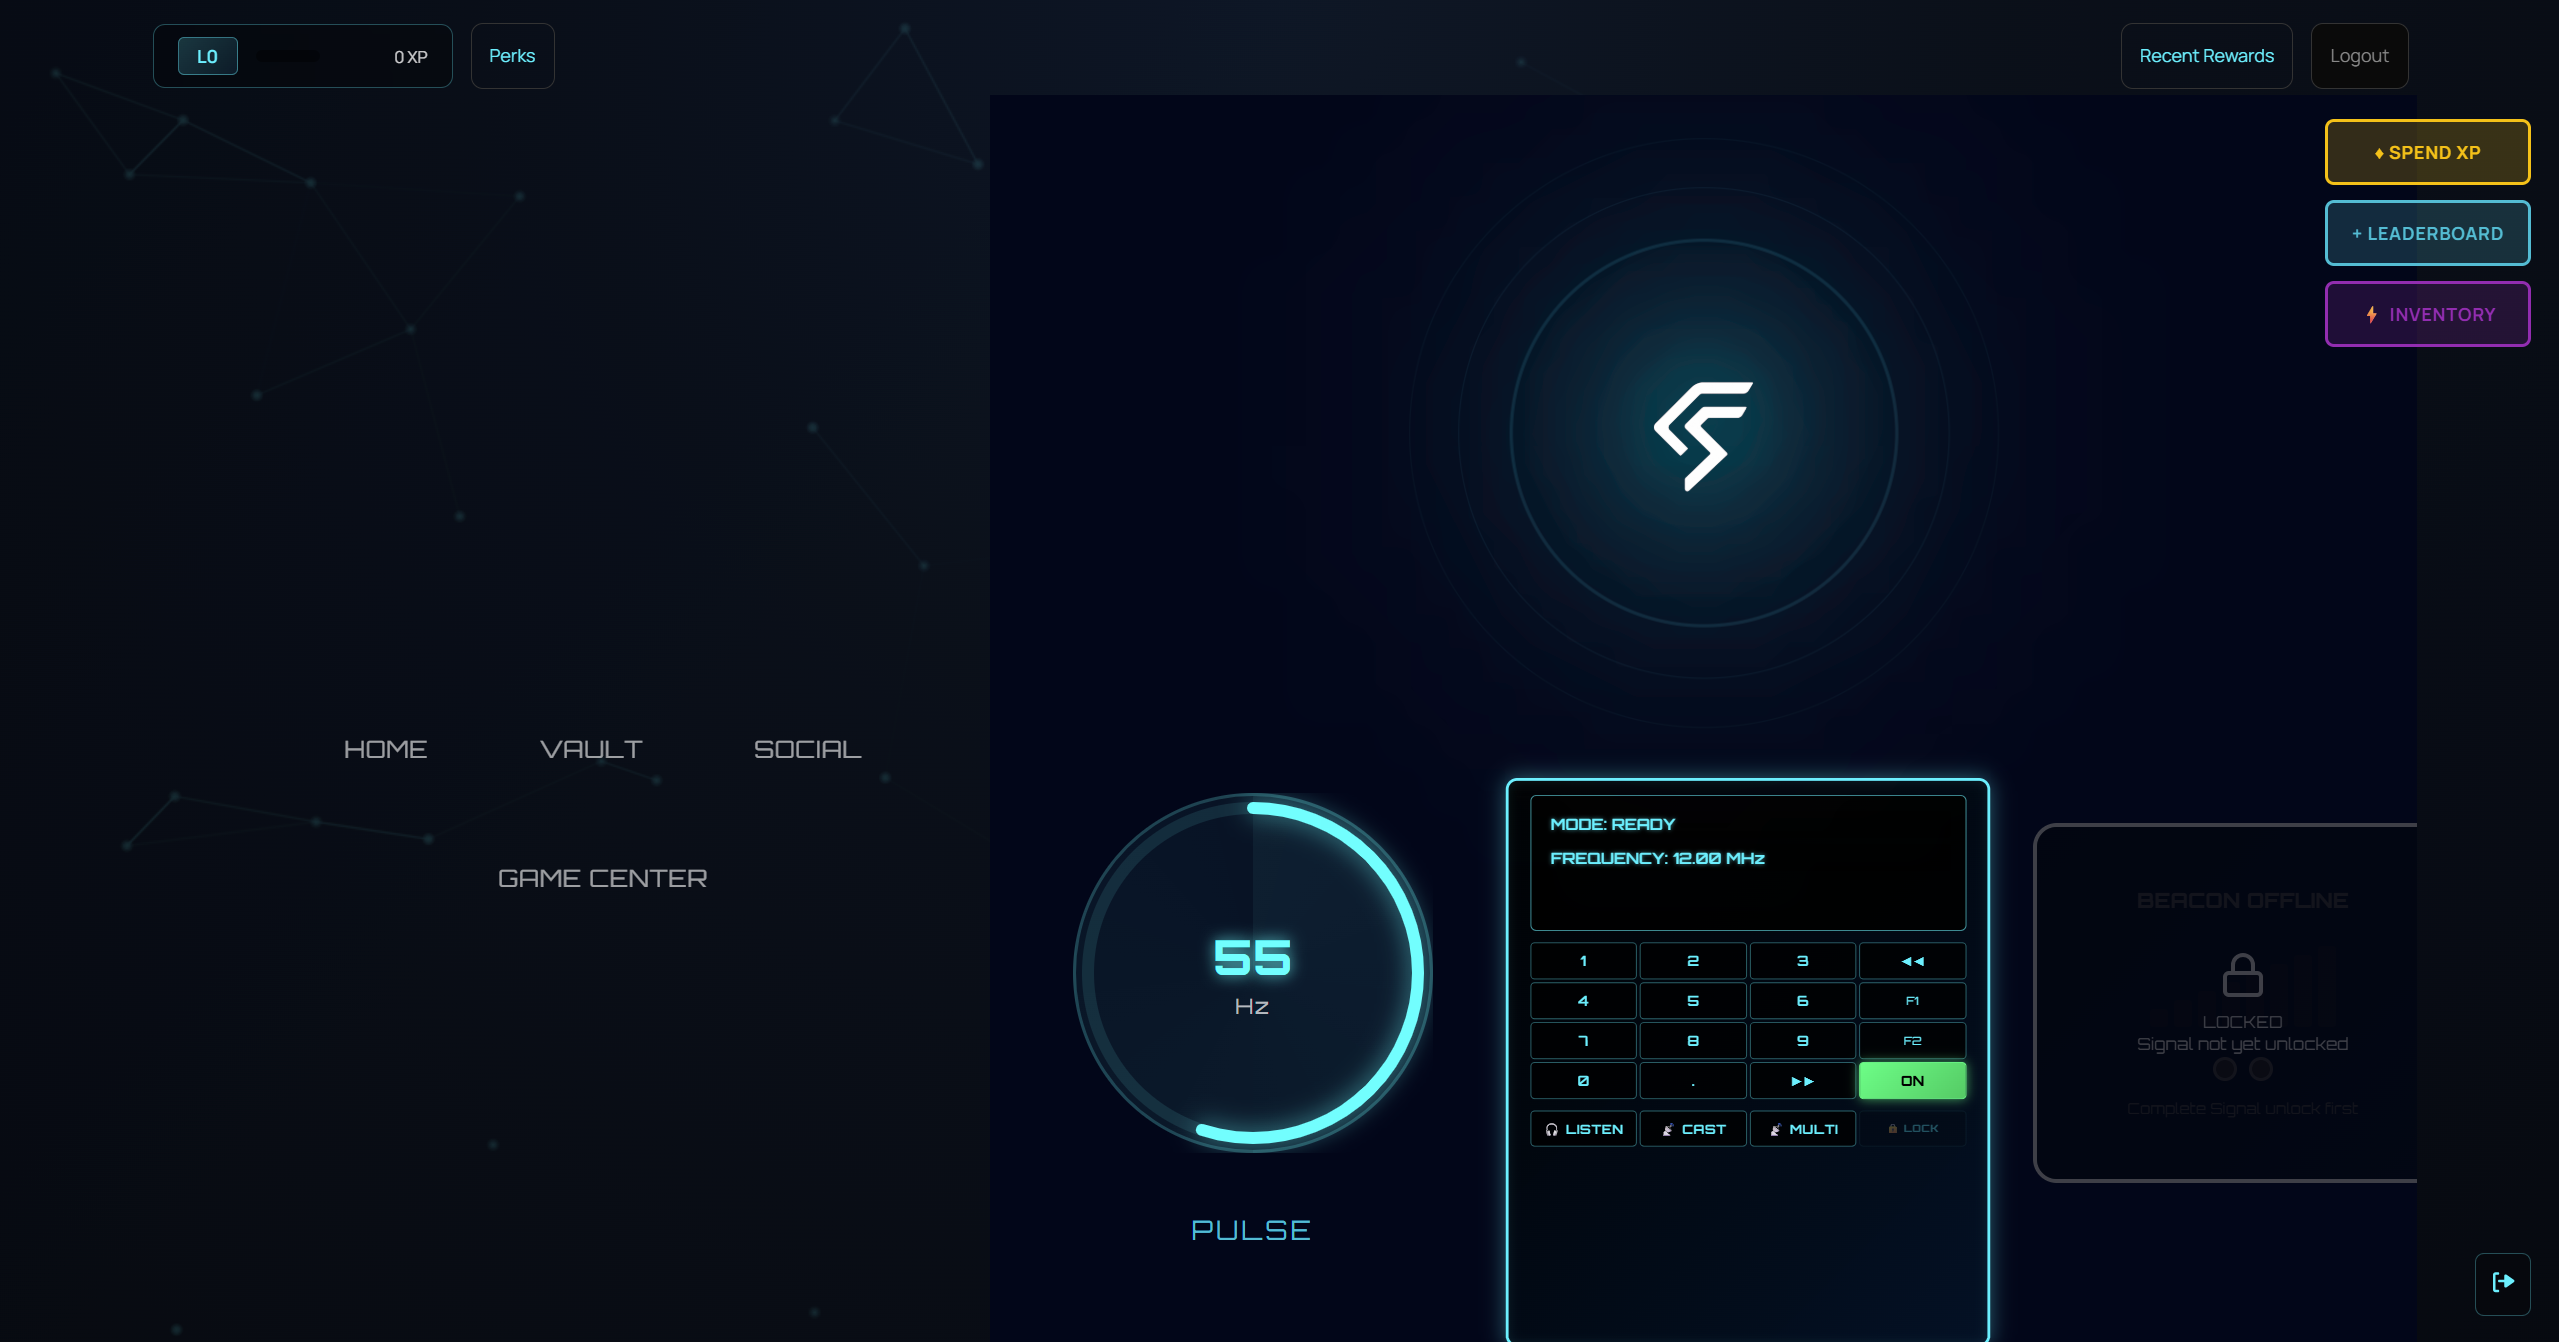 L0
0 XP
Perks
Recent Rewards
Logout
♦ SPEND XP
+ LEADERBOARD
⚡ INVENTORY
HOME
VAULT
SOCIAL
GAME CENTER
55
Hz
PULSE
MODE: READY
FREQUENCY: 12.00 MHz
1 2 3 ◄◄
4 5 6 F1
7 8 9 F2
0 . ►► ON
🎧 LISTEN 📡 CAST 📡 MULTI 🔒 LOCK
BEACON OFFLINE
LOCKED
Signal not yet unlocked
Complete Signal unlock first